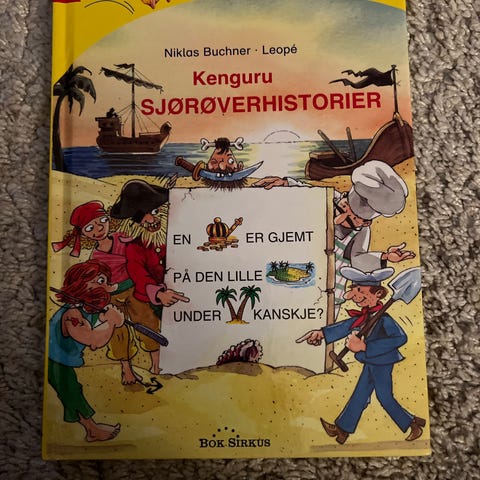 Niklas Buchner · Leopé
Kenguru
SJØRØVERHISTORIER
EN ER GJEMT
PÅ DEN LILLE
UNDER KANSKJE?
BOK SIRKUS